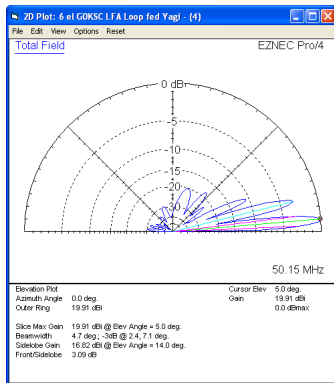 2D Plot: 6 el G0KSC LFA Loop fed Yagi - (4)
File Edit View Options Reset
Total Field
EZNEC Pro/4
0 dB
-5
-10
-15
-20
-30
50.15 MHz
Elevation Plot
Azimuth Angle 0.0 deg.
Outer Ring 19.91 dBi
Cursor Elev 5.0 deg.
Gain 19.91 dBi
0.0 dBmax
Slice Max Gain 19.91 dBi @ Elev Angle = 5.0 deg.
Beamwidth 4.7 deg.; -3dB @ 2.4, 7.1 deg.
Sidelobe Gain 16.82 dBi @ Elev Angle = 14.0 deg.
Front/Sidelobe 3.09 dB